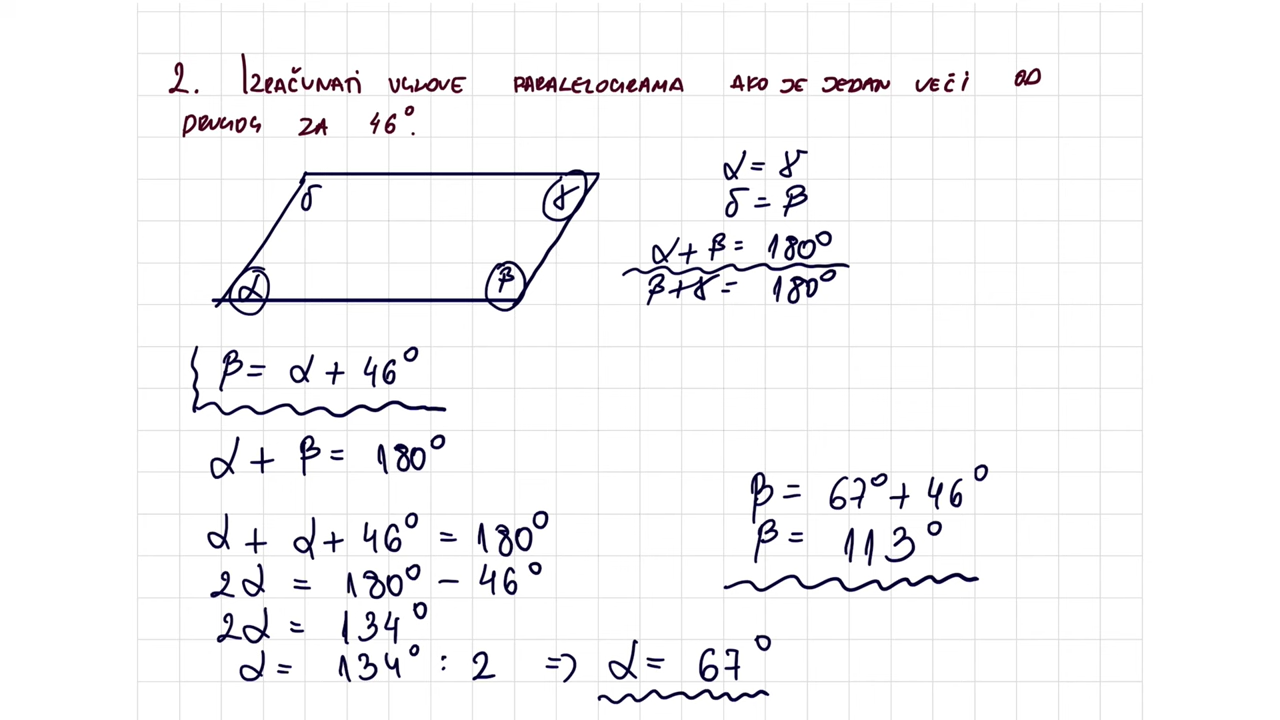 2. IZRAČUNATI UGLOVE PARALELOGRAMA AKO JE JEDAN VEĆI OD
DRUGOG ZA 46°.
δ
γ
α
β
α = γ
δ = β
α + β = 180°
β + γ = 180°
β = α + 46°
α + β = 180°
α + α + 46° = 180°
2α = 180° - 46°
2α = 134°
α = 134° : 2 => α = 67°
β = 67° + 46°
β = 113°